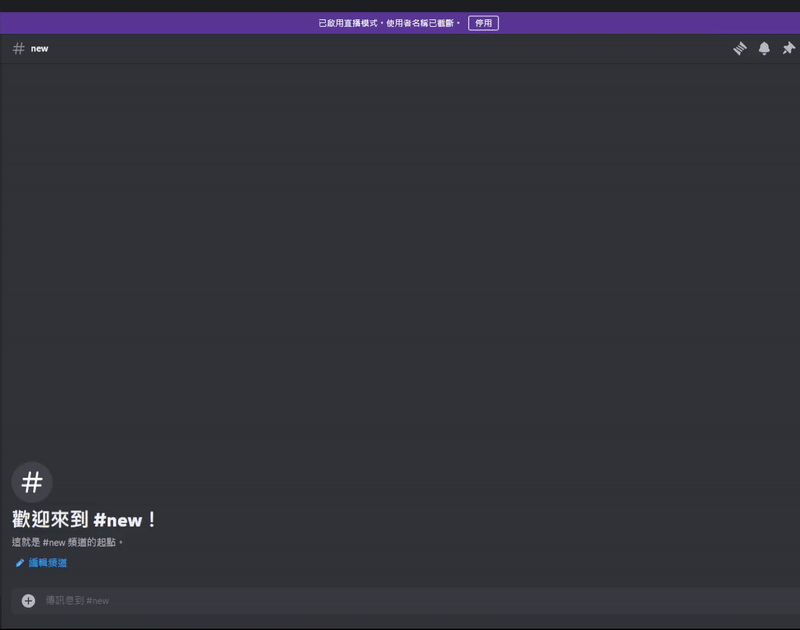 已啟用直播模式，使用者名稱已截斷。 停用
# new
#
歡迎來到 #new！
這就是 #new 頻道的起點。
編輯頻道
傳訊息到 #new